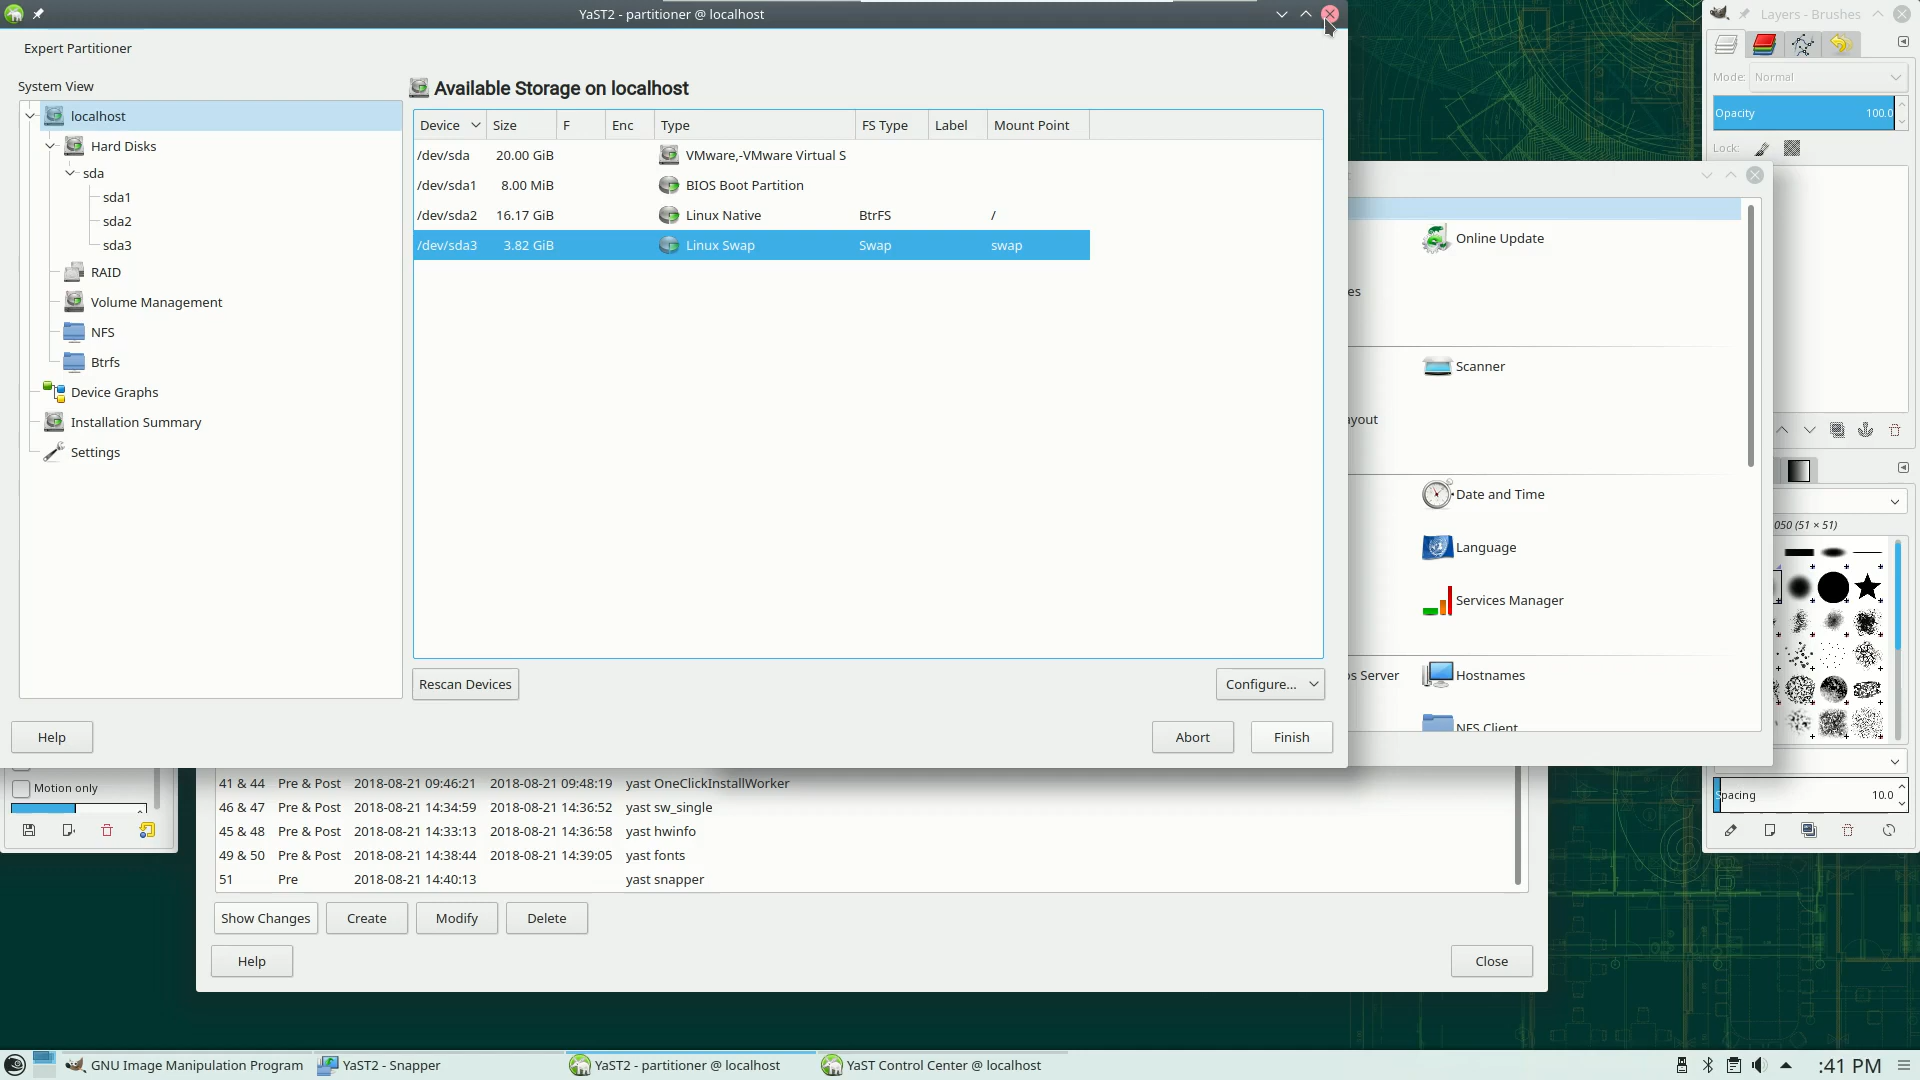 YaST2 - partitioner @ localhost
Layers - Brushes
Expert Partitioner
System View
localhost
Hard Disks
sda
sda1
sda2
sda3
RAID
Volume Management
NFS
Btrfs
Device Graphs
Installation Summary
Settings
Available Storage on localhost
Device Size F Enc Type FS Type Label Mount Point
/dev/sda 20.00 GiB VMware,-VMware Virtual S
/dev/sda1 8.00 MiB BIOS Boot Partition
/dev/sda2 16.17 GiB Linux Native BtrFS /
/dev/sda3 3.82 GiB Linux Swap Swap swap
Rescan Devices
Configure...
Help
Abort
Finish
Mode: Normal
Opacity 100.0
Lock:
Online Update
es
Scanner
ayout
Date and Time
Language
Services Manager
os Server
Hostnames
NFS Client
050 (51 × 51)
Spacing 10.0
Motion only
41 & 44 Pre & Post 2018-08-21 09:46:21 2018-08-21 09:48:19 yast OneClickInstallWorker
46 & 47 Pre & Post 2018-08-21 14:34:59 2018-08-21 14:36:52 yast sw_single
45 & 48 Pre & Post 2018-08-21 14:33:13 2018-08-21 14:36:58 yast hwinfo
49 & 50 Pre & Post 2018-08-21 14:38:44 2018-08-21 14:39:05 yast fonts
51 Pre 2018-08-21 14:40:13 yast snapper
Show Changes
Create
Modify
Delete
Help
Close
GNU Image Manipulation Program
YaST2 - Snapper
YaST2 - partitioner @ localhost
YaST Control Center @ localhost
:41 PM